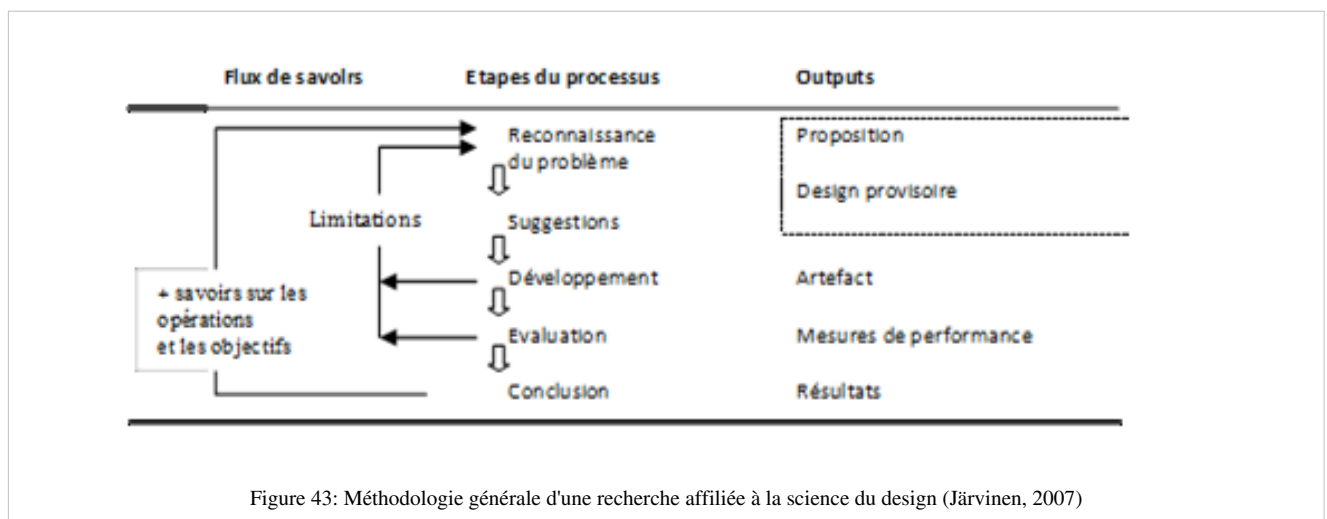 Flux de savoirs Etapes du processus Outputs
Reconnaissance
du problème
Proposition
Design provisoire
Limitations
Suggestions
Développement
Artefact
+ savoirs sur les
opérations
et les objectifs
Evaluation
Mesures de performance
Conclusion
Résultats
Figure 43: Méthodologie générale d'une recherche affiliée à la science du design (Järvinen, 2007)